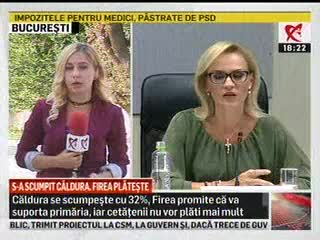 IMPOZITELE PENTRU MEDICI, PĂSTRATE DE PSD
BUCUREȘTI
18:22
S-A SCUMPIT CĂLDURA. FIREA PLĂTEȘTE
Căldura se scumpește cu 32%, Firea promite că va
suporta primăria, iar cetățenii nu vor plăti mai mult
BLIC, TRIMIT PROIECTUL LA CSM, LA GUVERN ȘI, DACĂ TRECE DE GUV